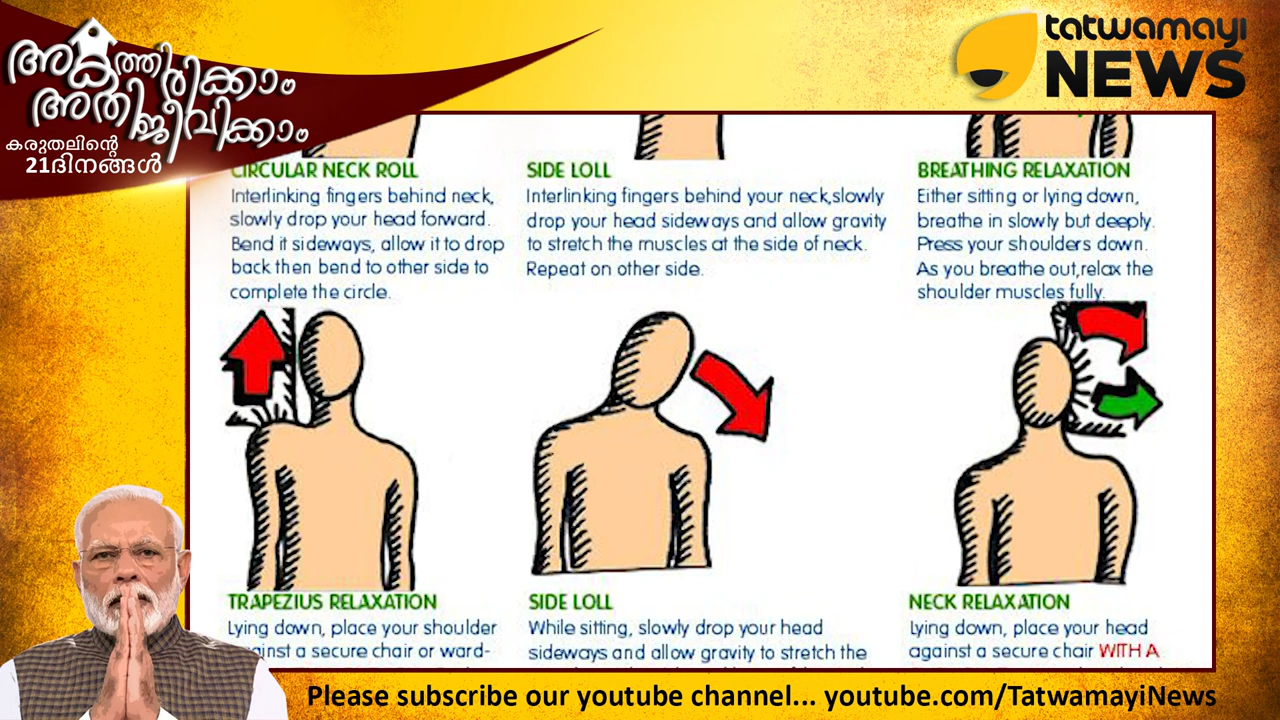 അകത്തിരിക്കാം
അതിജീവിക്കാം
കരുതലിന്റെ
21ദിനങ്ങൾ
tatwamayi
NEWS
CIRCULAR NECK ROLL
Interlinking fingers behind neck,
slowly drop your head forward.
Bend it sideways, allow it to drop
back then bend to other side to
complete the circle.
SIDE LOLL
Interlinking fingers behind your neck,slowly
drop your head sideways and allow gravity
to stretch the muscles at the side of neck.
Repeat on other side.
BREATHING RELAXATION
Either sitting or lying down,
breathe in slowly but deeply.
Press your shoulders down.
As you breathe out,relax the
shoulder muscles fully.
TRAPEZIUS RELAXATION
Lying down, place your shoulder
against a secure chair or ward-
SIDE LOLL
While sitting, slowly drop your head
sideways and allow gravity to stretch the
NECK RELAXATION
Lying down, place your head
against a secure chair WITH A
Please subscribe our youtube channel... youtube.com/TatwamayiNews